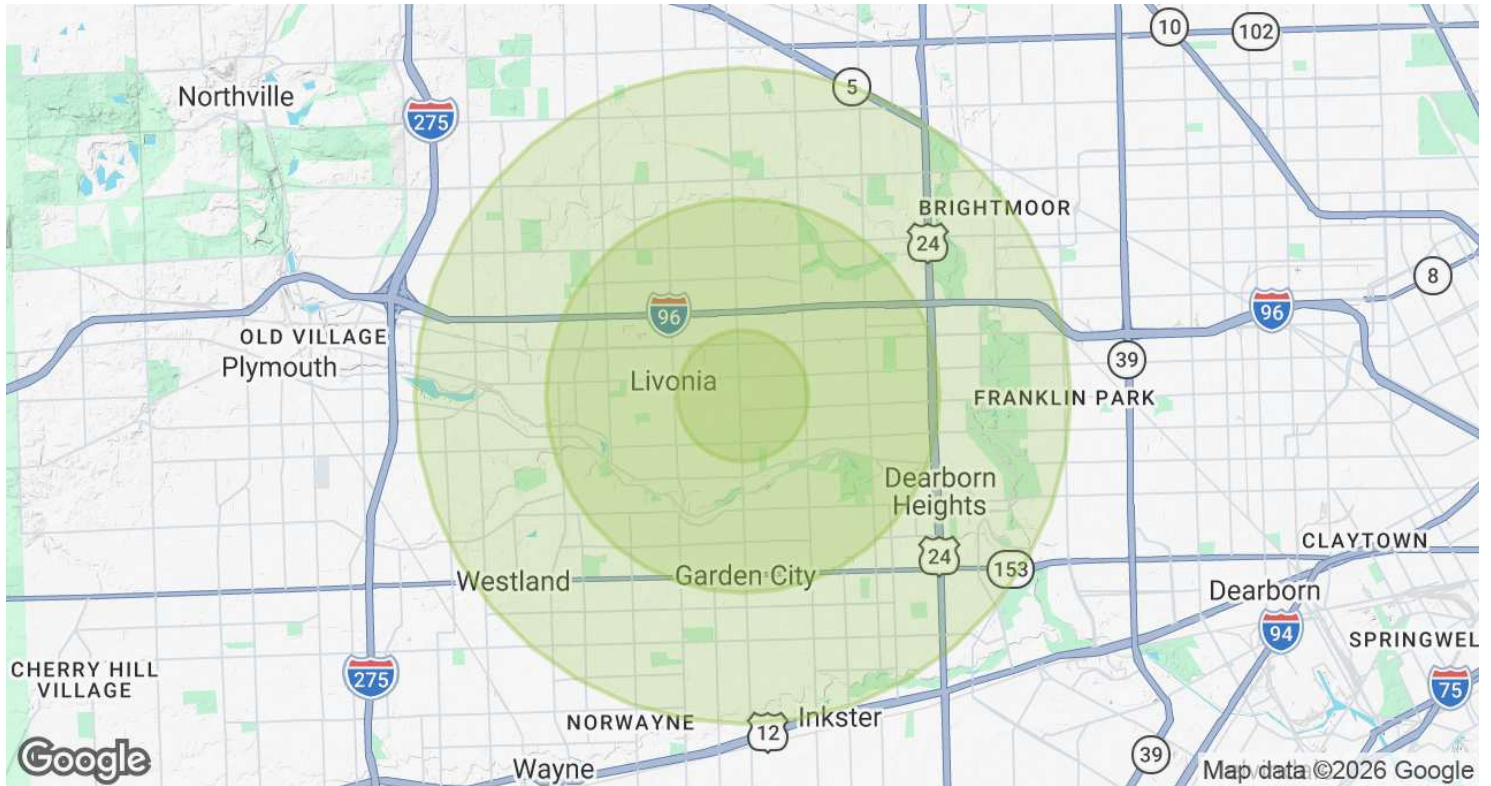 10
102
5
Northville
275
BRIGHTMOOR
24
8
96
96
OLD VILLAGE
Plymouth
39
Livonia
FRANKLIN PARK
Dearborn
Heights
CLAYTOWN
24
153
Westland
Garden City
Dearborn
94
SPRINGWEL
CHERRY HILL
VILLAGE
275
75
NORWAYNE
Inkster
12
Wayne
39
Google
Map data ©2026 Google